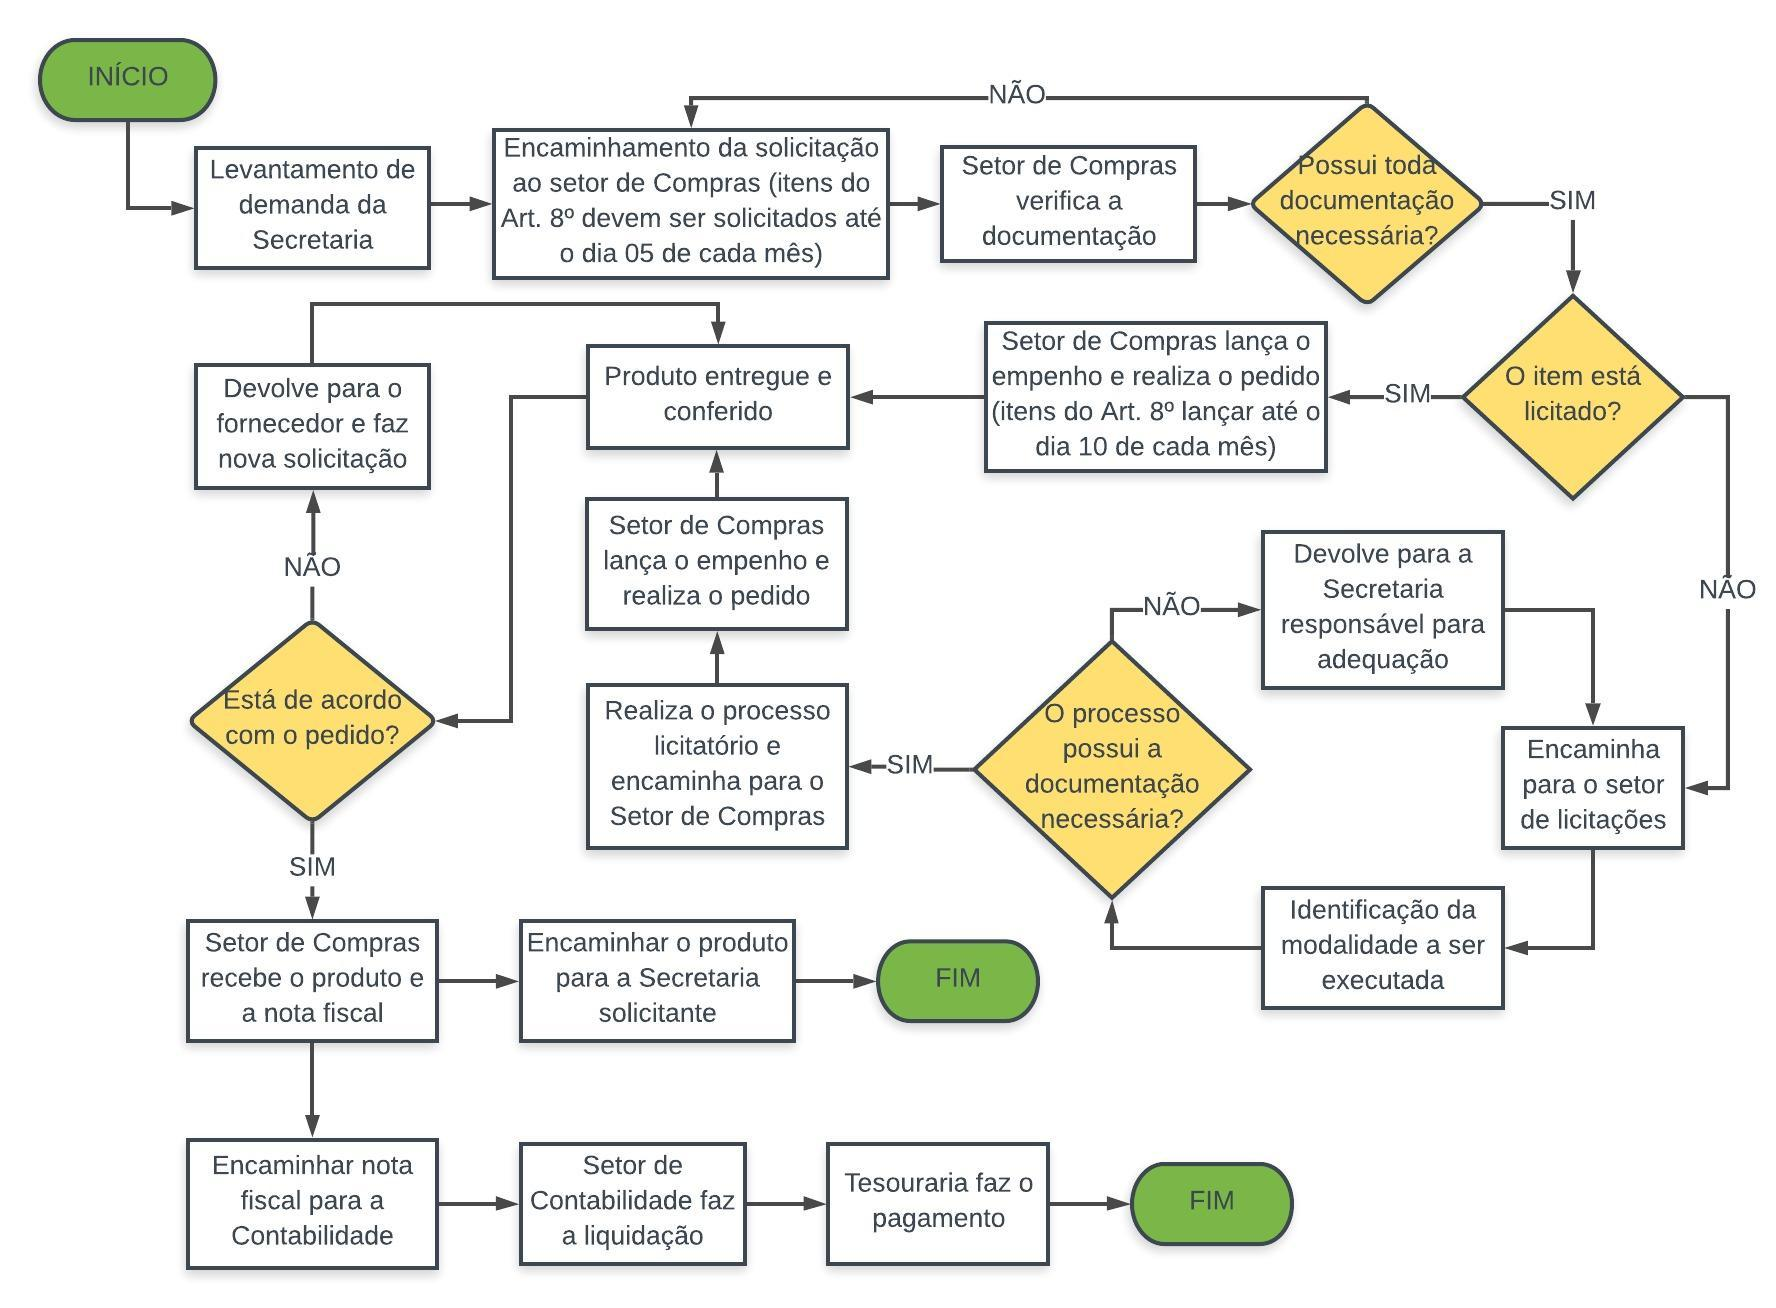 INÍCIO
Levantamento de
demanda da
Secretaria
Encaminhamento da solicitação
ao setor de Compras (itens do
Art. 8º devem ser solicitados até
o dia 05 de cada mês)
Setor de Compras
verifica a
documentação
NÃO
Possui toda
documentação
necessária?
SIM
O item está
licitado?
SIM
Setor de Compras lança o
empenho e realiza o pedido
(itens do Art. 8º lançar até o
dia 10 de cada mês)
Produto entregue e
conferido
Devolve para o
fornecedor e faz
nova solicitação
NÃO
Setor de Compras
lança o empenho e
realiza o pedido
Devolve para a
Secretaria
responsável para
adequação
NÃO
NÃO
Está de acordo
com o pedido?
Realiza o processo
licitatório e
encaminha para o
Setor de Compras
SIM
O processo
possui a
documentação
necessária?
Encaminha
para o setor
de licitações
SIM
Setor de Compras
recebe o produto e
a nota fiscal
Encaminhar o produto
para a Secretaria
solicitante
FIM
Identificação da
modalidade a ser
executada
Encaminhar nota
fiscal para a
Contabilidade
Setor de
Contabilidade faz
a liquidação
Tesouraria faz o
pagamento
FIM